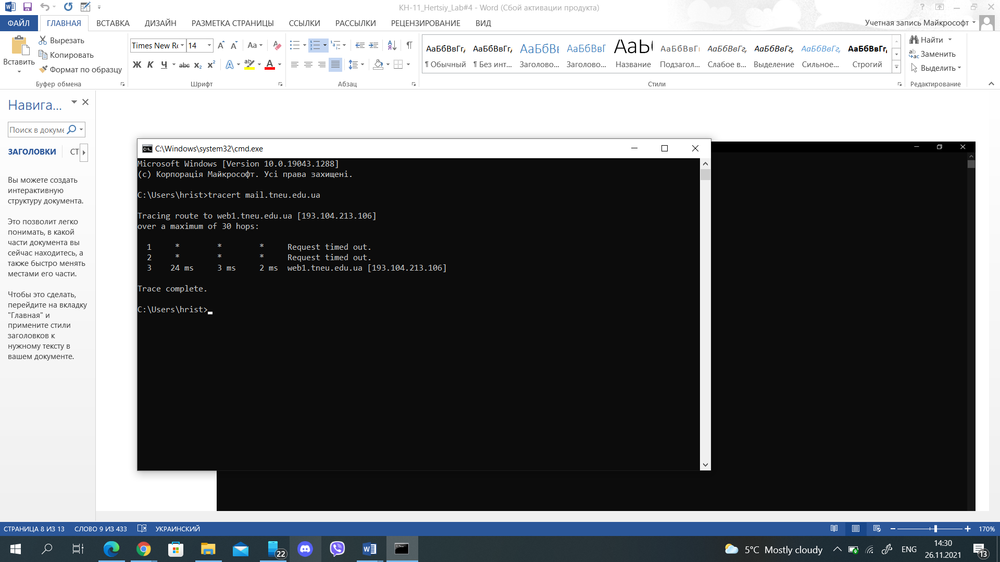 KH-11_Hertsiy_Lab#4 - Word (Сбой активации продукта)
ФАЙЛ ГЛАВНАЯ ВСТАВКА ДИЗАЙН РАЗМЕТКА СТРАНИЦЫ ССЫЛКИ РАССЫЛКИ РЕЦЕНЗИРОВАНИЕ ВИД Учетная запись Майкрософт
Вставить
Вырезать
Копировать
Формат по образцу
Буфер обмена
Times New Rc 14 Aa
Ж К Ч abc x₂ x² A ab A
Шрифт
Абзац
АаБбВвГг, АаБбВвГг, АаБбВв АаБбВвГ АаЬ АаБбВвГг АаБбВвГг, АаБбВвГг, АаБбВвГг, АаБбВвГг,
¶ Обычный ¶ Без инт... Заголово... Заголово... Название Подзагол... Слабое в... Выделение Сильное... Строгий
Стили
Найти
Заменить
Выделить
Редактирование
Навига...
Поиск в докуме
ЗАГОЛОВКИ СТ
Вы можете создать
интерактивную
структуру документа.
Это позволит легко
понимать, в какой
части документа вы
сейчас находитесь, а
также быстро менять
местами его части.
Чтобы это сделать,
перейдите на вкладку
"Главная" и
примените стили
заголовков к
нужному тексту в
вашем документе.
C:\Windows\system32\cmd.exe
Microsoft Windows [Version 10.0.19043.1288]
(c) Корпорація Майкрософт. Усі права захищені.
C:\Users\hrist>tracert mail.tneu.edu.ua
Tracing route to web1.tneu.edu.ua [193.104.213.106]
over a maximum of 30 hops:
1 * * * Request timed out.
2 * * * Request timed out.
3 24 ms 3 ms 2 ms web1.tneu.edu.ua [193.104.213.106]
Trace complete.
C:\Users\hrist>
СТРАНИЦА 8 ИЗ 13 СЛОВО 9 ИЗ 433 УКРАИНСКИЙ 170%
22
5°C Mostly cloudy ENG
14:30
26.11.2021
13